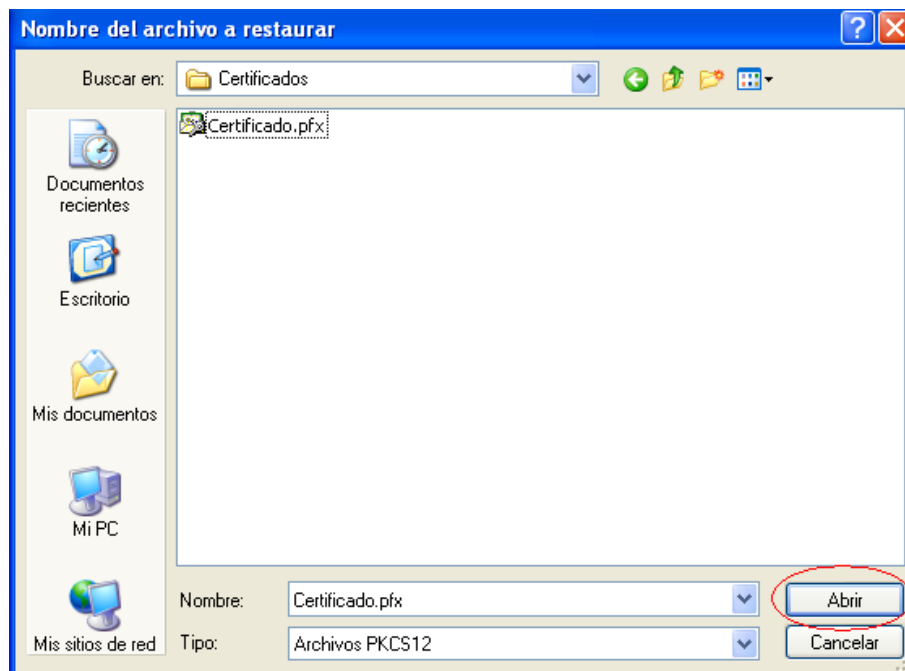 Nombre del archivo a restaurar
Buscar en:
Certificados
Certificado.pfx
Documentos
recientes
Escritorio
Mis documentos
Mi PC
Mis sitios de red
Nombre:
Certificado.pfx
Abrir
Tipo:
Archivos PKCS12
Cancelar